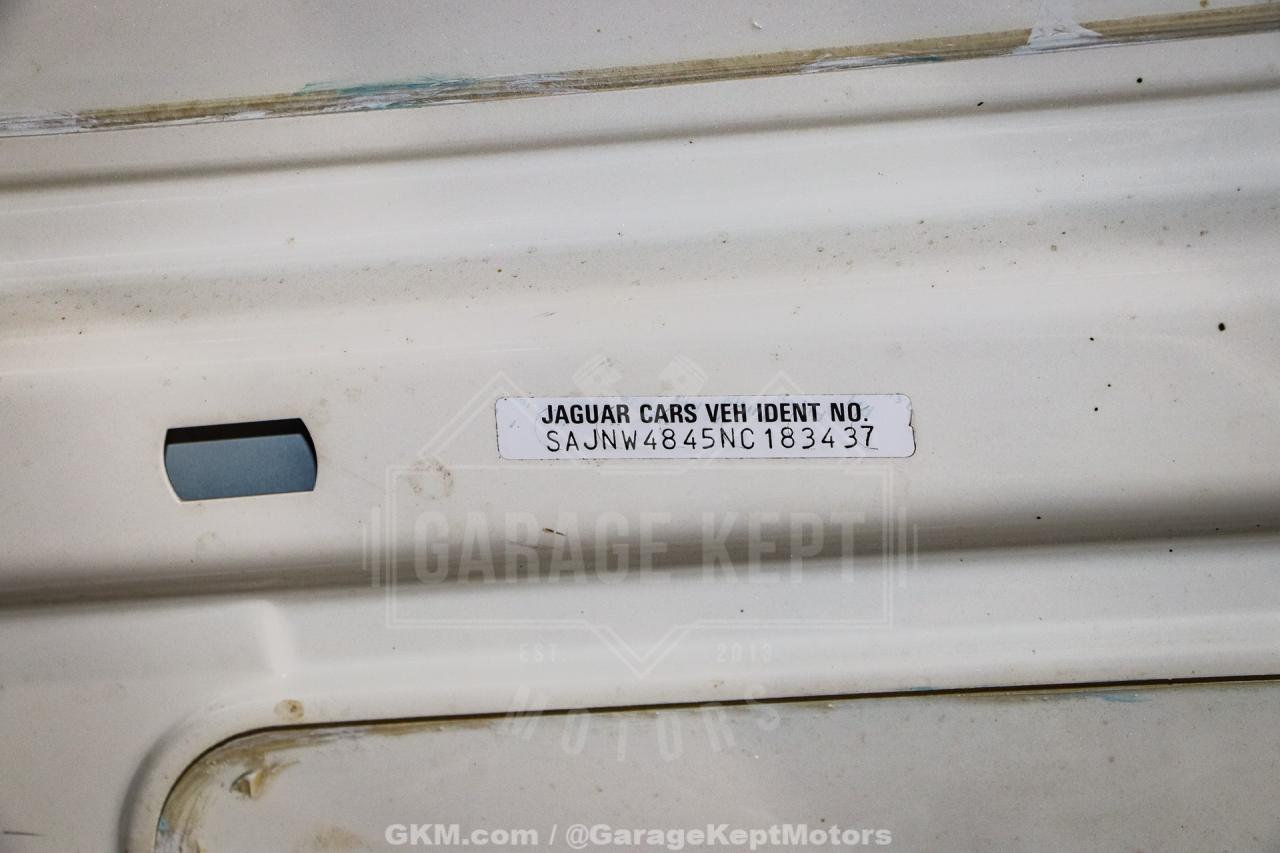 JAGUAR CARS VEH IDENT NO.
SAJNW4845NC183437
GARAGE KEPT
EST. 2013
MOTORS
GKM.com / @GarageKeptMotors